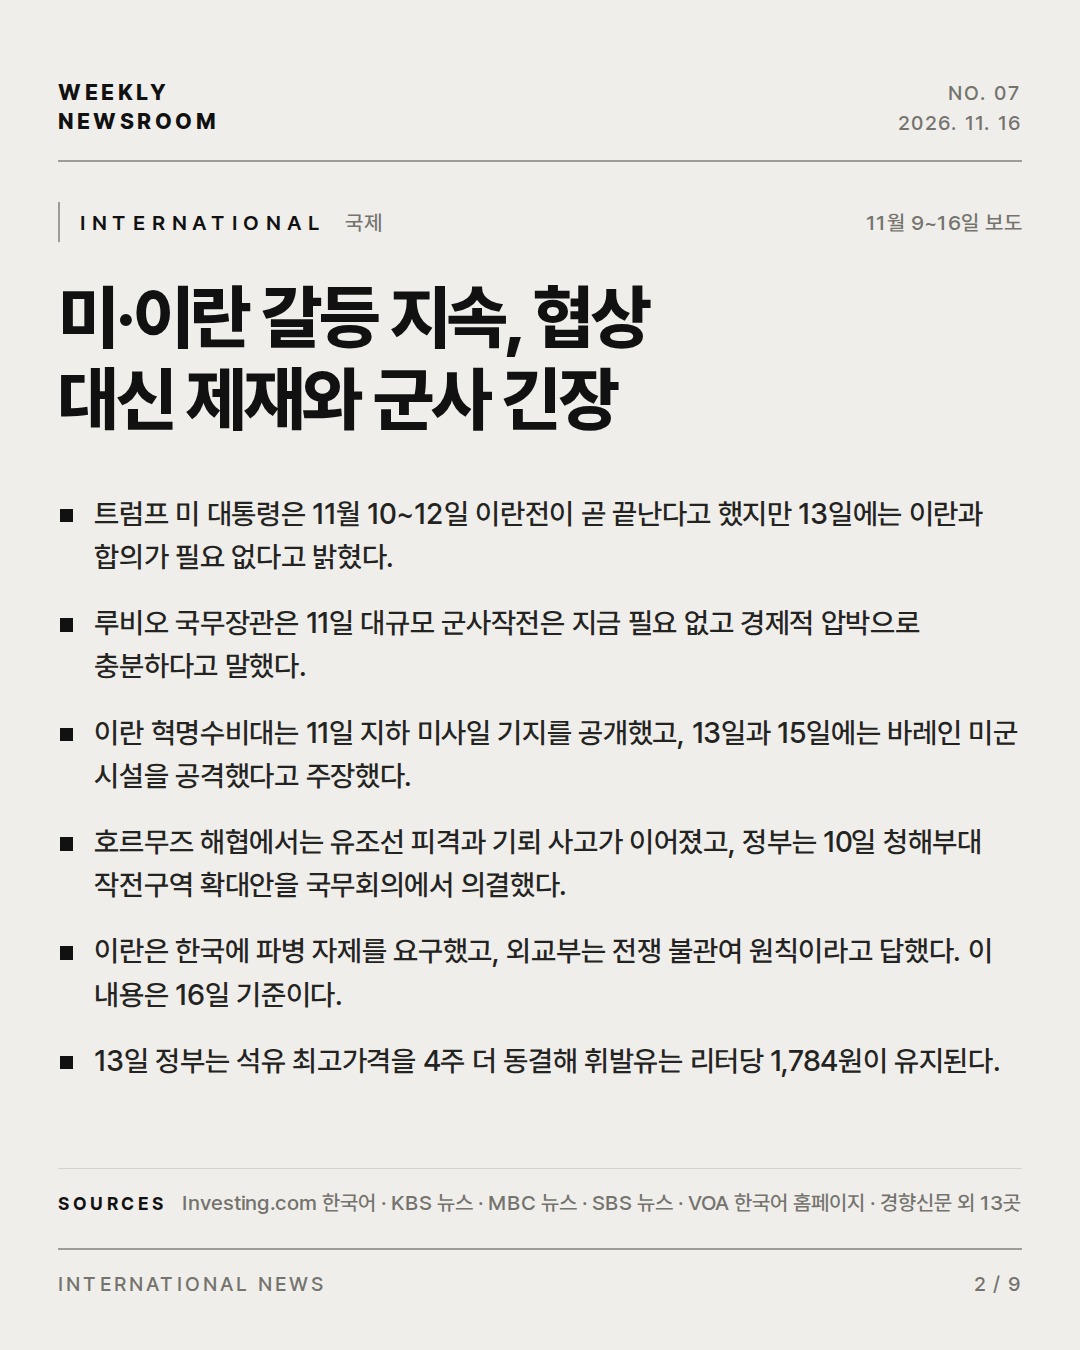 WEEKLY
NEWSROOM
NO. 07
2026. 11. 16
INTERNATIONAL 국제
11월 9~16일 보도
미·이란 갈등 지속, 협상
대신 제재와 군사 긴장
■ 트럼프 미 대통령은 11월 10~12일 이란전이 곧 끝난다고 했지만 13일에는 이란과
합의가 필요 없다고 밝혔다.
■ 루비오 국무장관은 11일 대규모 군사작전은 지금 필요 없고 경제적 압박으로
충분하다고 말했다.
■ 이란 혁명수비대는 11일 지하 미사일 기지를 공개했고, 13일과 15일에는 바레인 미군
시설을 공격했다고 주장했다.
■ 호르무즈 해협에서는 유조선 피격과 기뢰 사고가 이어졌고, 정부는 10일 청해부대
작전구역 확대안을 국무회의에서 의결했다.
■ 이란은 한국에 파병 자제를 요구했고, 외교부는 전쟁 불관여 원칙이라고 답했다. 이
내용은 16일 기준이다.
■ 13일 정부는 석유 최고가격을 4주 더 동결해 휘발유는 리터당 1,784원이 유지된다.
SOURCES Investing.com 한국어 · KBS 뉴스 · MBC 뉴스 · SBS 뉴스 · VOA 한국어 홈페이지 · 경향신문 외 13곳
INTERNATIONAL NEWS
2 / 9